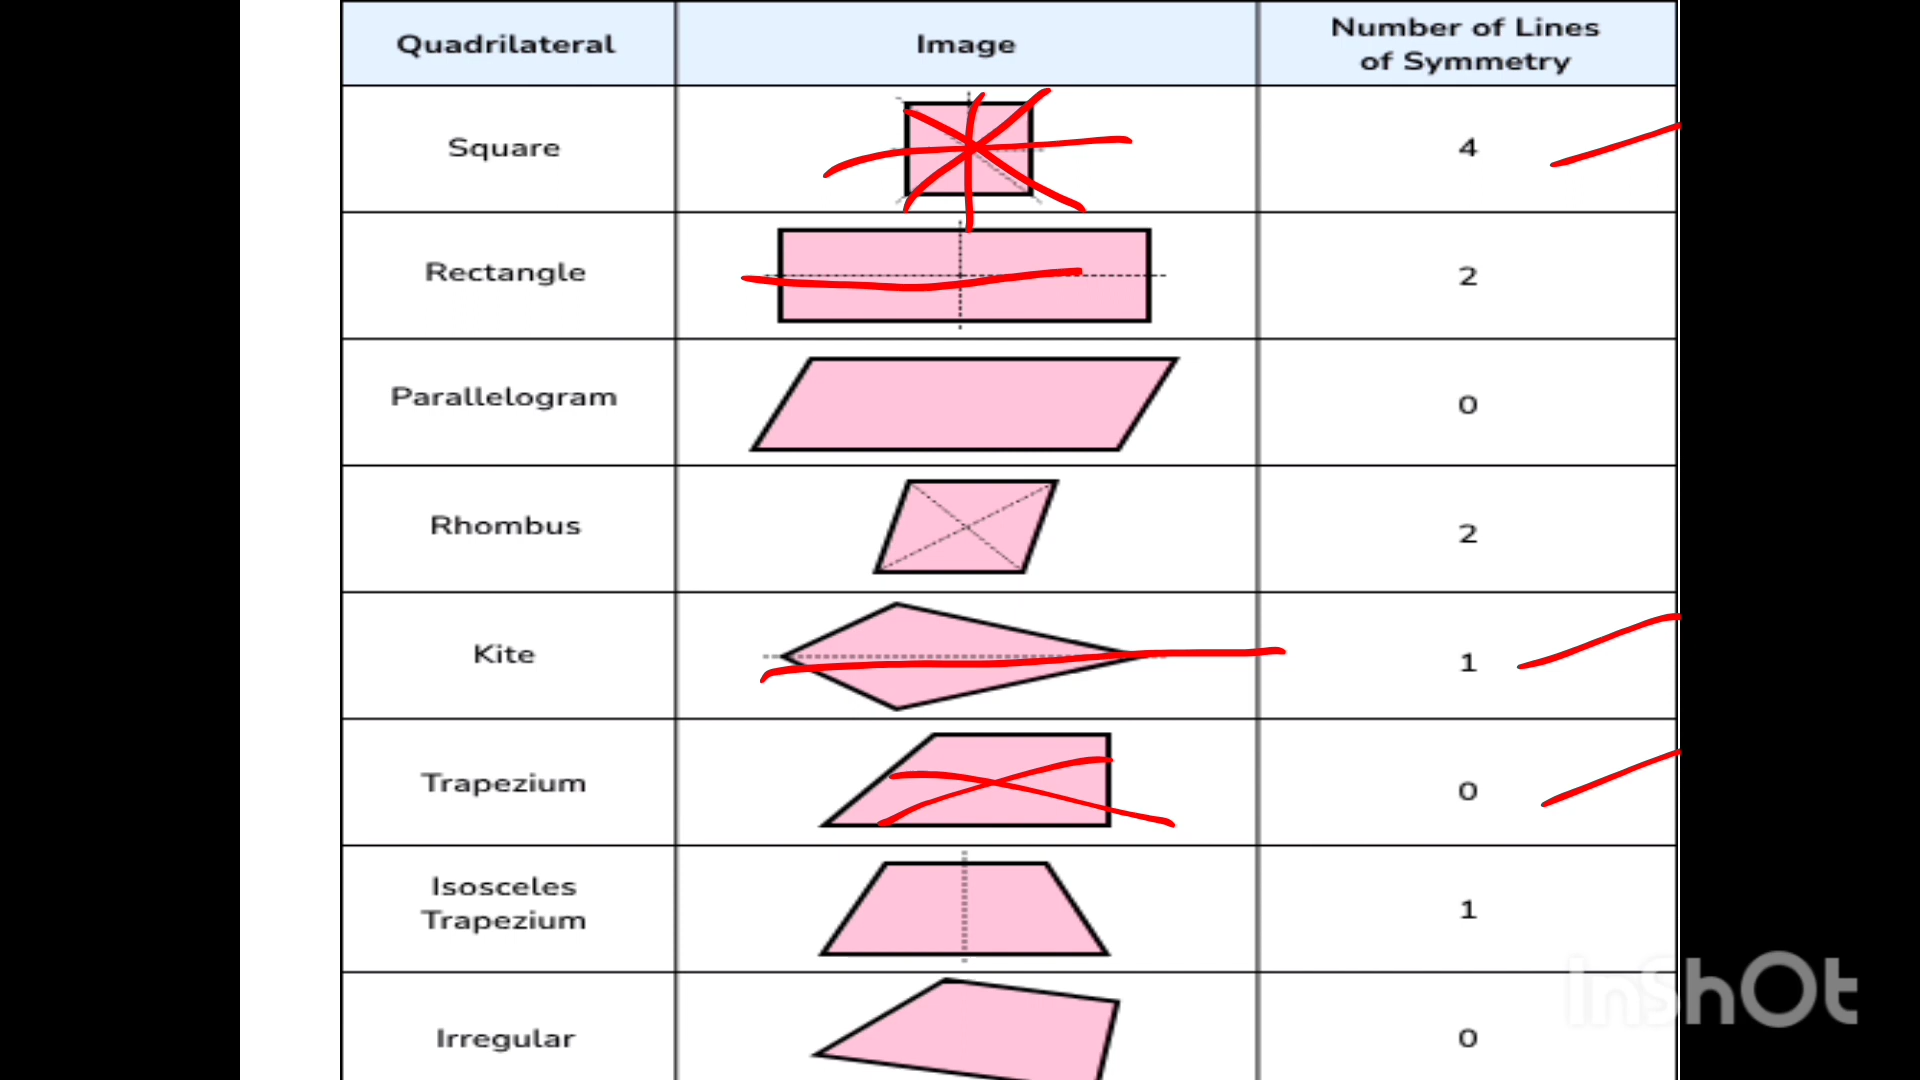 Quadrilateral
Image
Number of Lines
of Symmetry
Square
4
Rectangle
2
Parallelogram
0
Rhombus
2
Kite
1
Trapezium
0
Isosceles
Trapezium
1
Irregular
0
InShOt